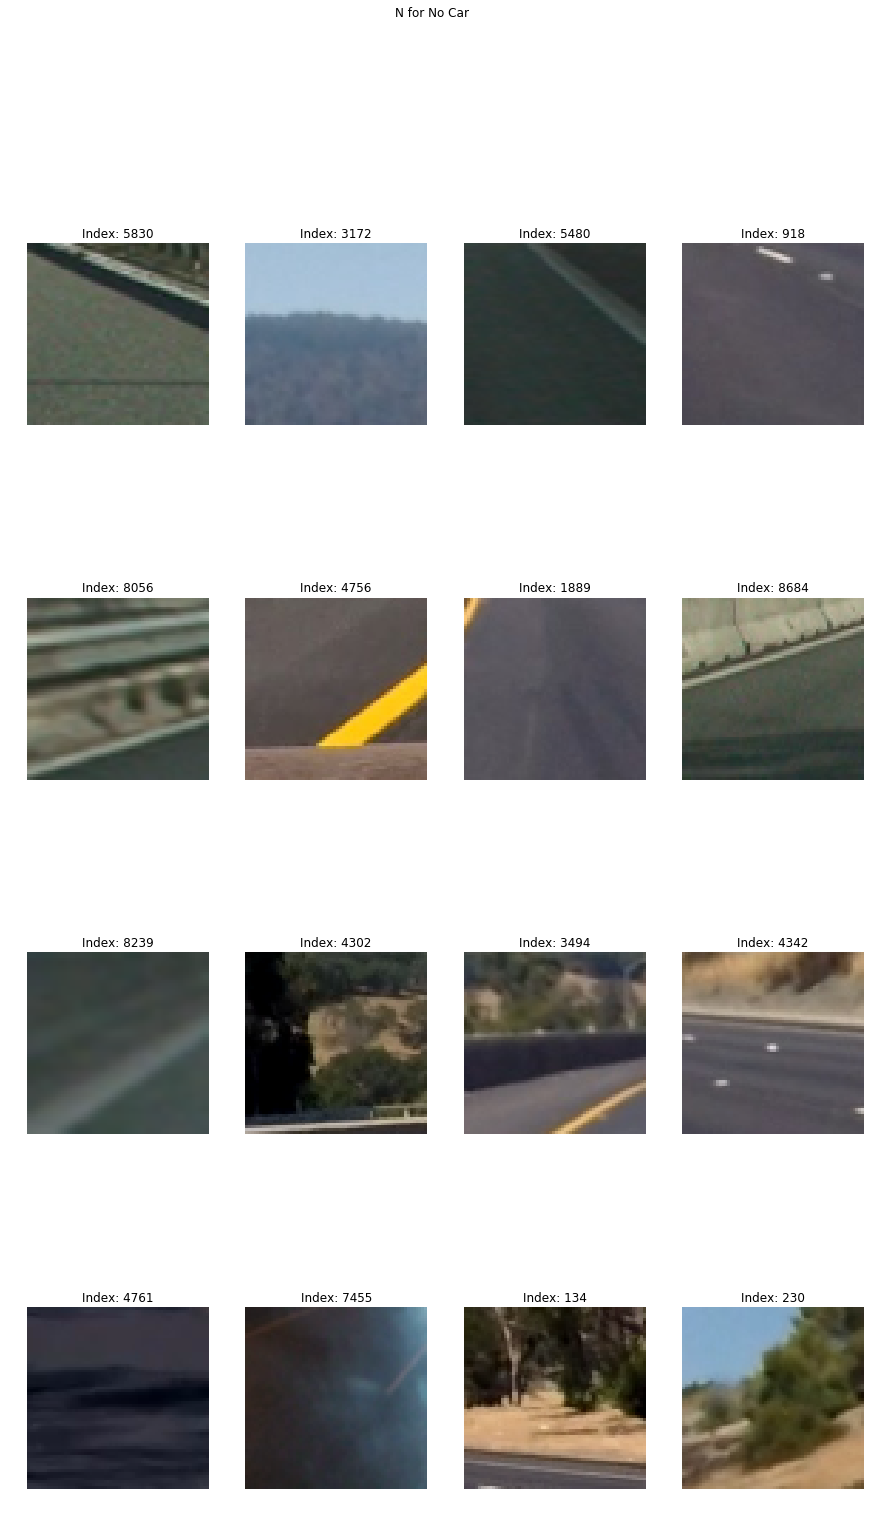 N for No Car
Index: 5830
Index: 3172
Index: 5480
Index: 918
Index: 8056
Index: 4756
Index: 1889
Index: 8684
Index: 8239
Index: 4302
Index: 3494
Index: 4342
Index: 4761
Index: 7455
Index: 134
Index: 230